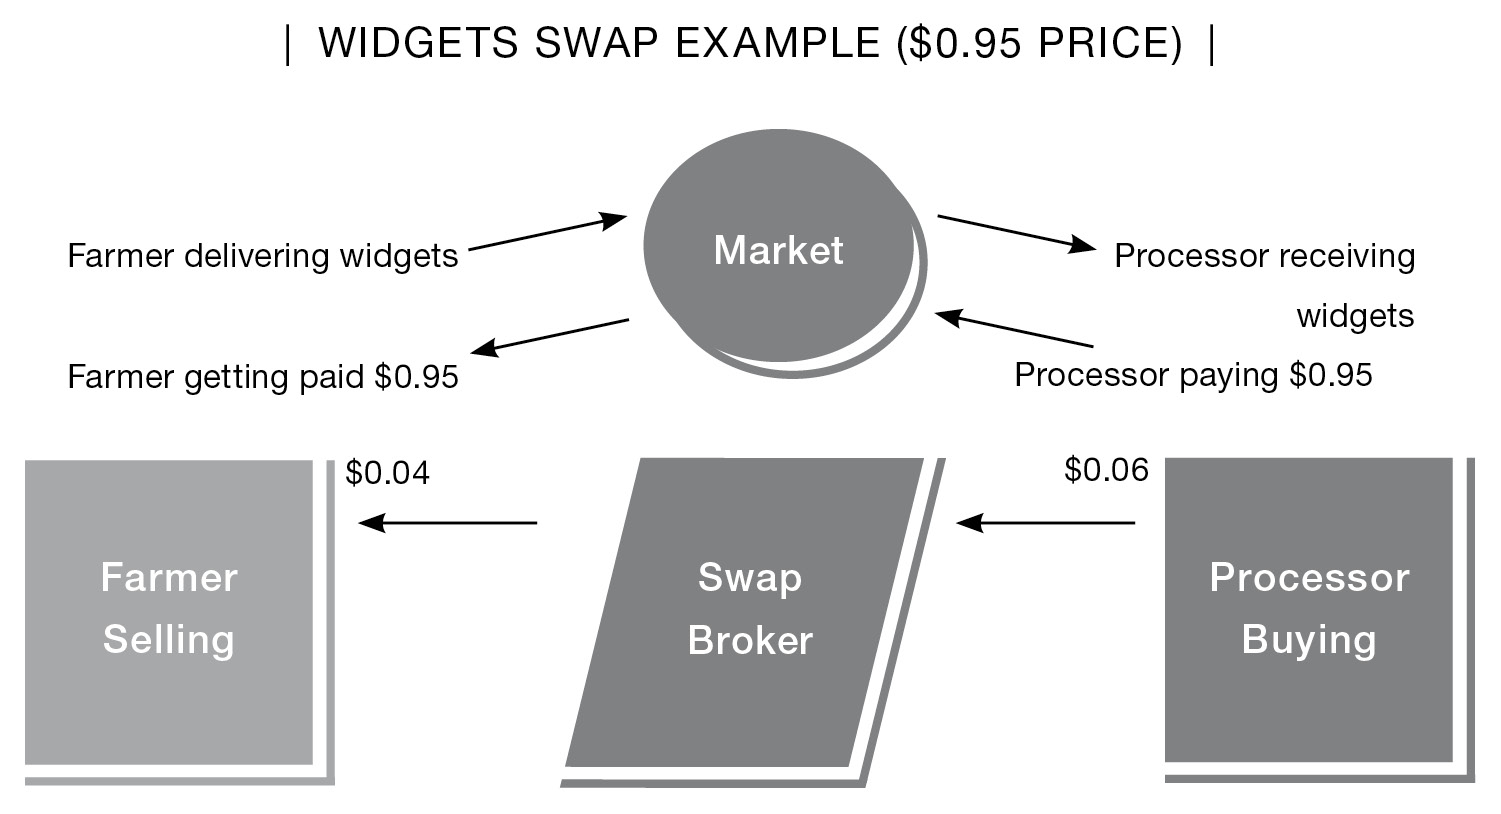 | WIDGETS SWAP EXAMPLE ($0.95 PRICE) |
Market
Farmer delivering widgets
Processor receiving
widgets
Farmer getting paid $0.95
Processor paying $0.95
$0.04
$0.06
Farmer
Selling
Swap
Broker
Processor
Buying